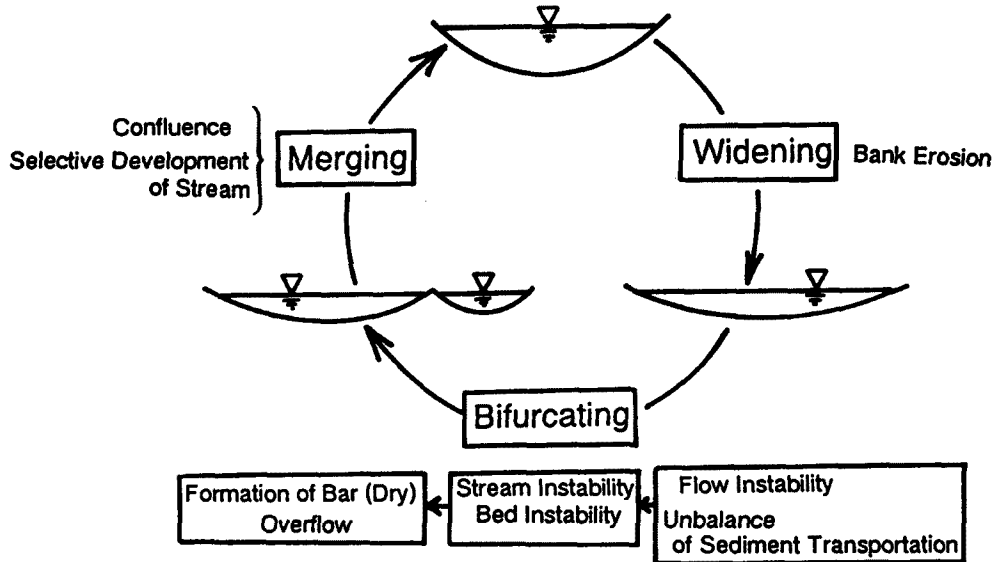 Confluence
Selective Development
of Stream
Merging
Widening
Bank Erosion
Bifurcating
Formation of Bar (Dry)
Overflow
Stream Instability
Bed Instability
Flow Instability
Unbalance
of Sediment Transportation